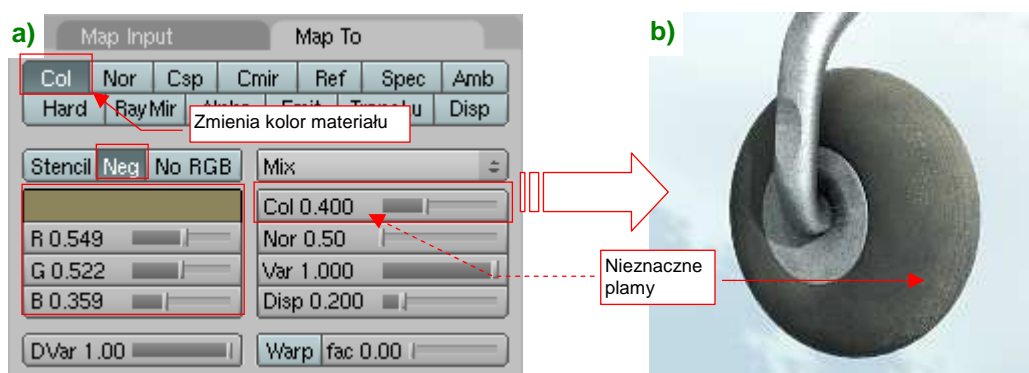 a)
Map Input Map To
Col Nor Csp Cmir Ref Spec Amb
Hard RayMir Disp
Zmienia kolor materiału
Stencil Neg No RGB Mix
Col 0.400
R 0.549 Nor 0.50
G 0.522 Var 1.000
B 0.359 Disp 0.200
DVar 1.00 Warp fac 0.00
b)
Nieznaczne
plamy